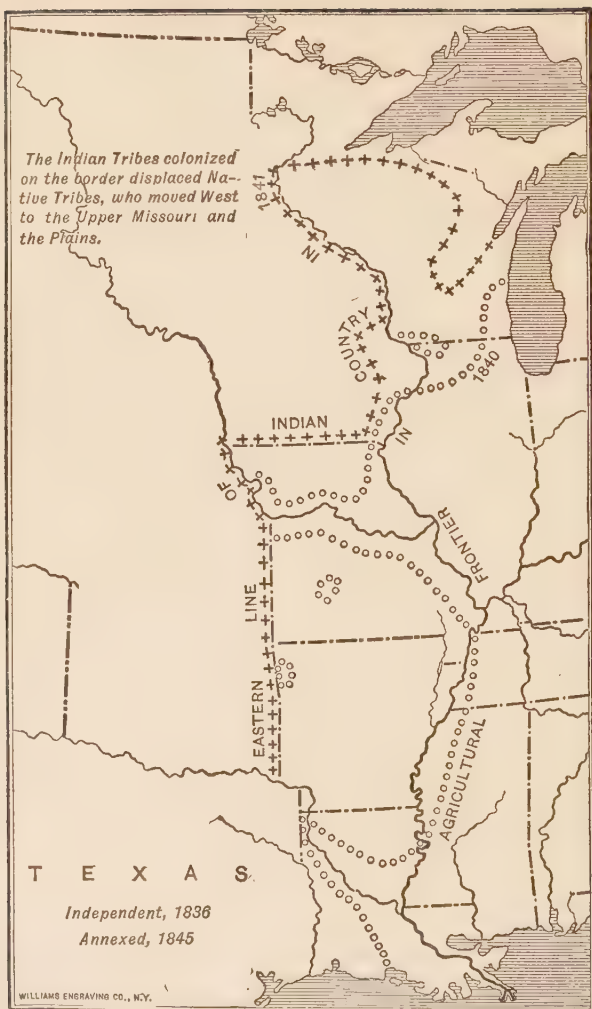 The Indian Tribes colonized
on the border displaced Na-
tive Tribes, who moved West
to the Upper Missouri and
the Plains.
EASTERN LINE OF INDIAN COUNTRY IN 1841
AGRICULTURAL FRONTIER IN 1840
TEXAS
Independent, 1836
Annexed, 1845
WILLIAMS ENGRAVING CO., N.Y.